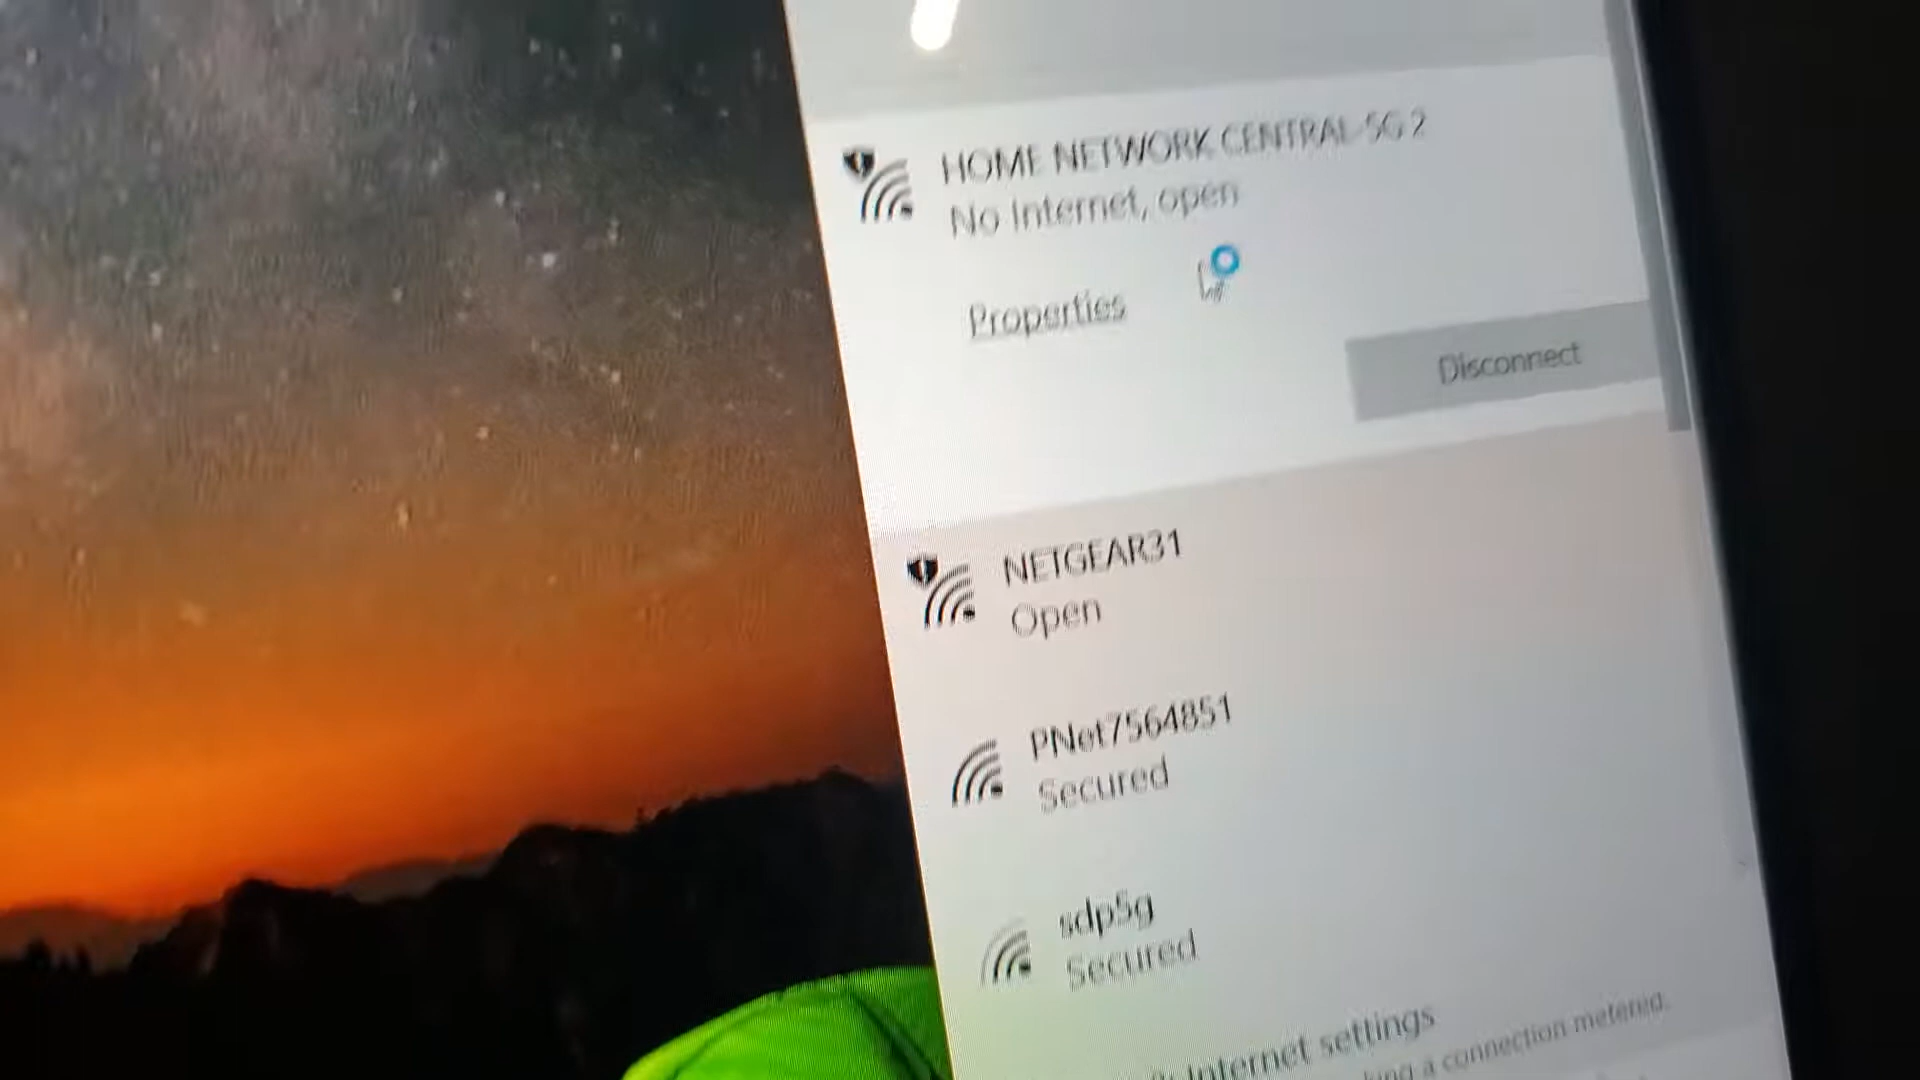 HOME NETWORK CENTRAL-5G 2
No Internet, open
Properties
Disconnect
NETGEAR31
Open
PNet7564851
Secured
sdp5g
Secured
Internet settings
a connection metered.